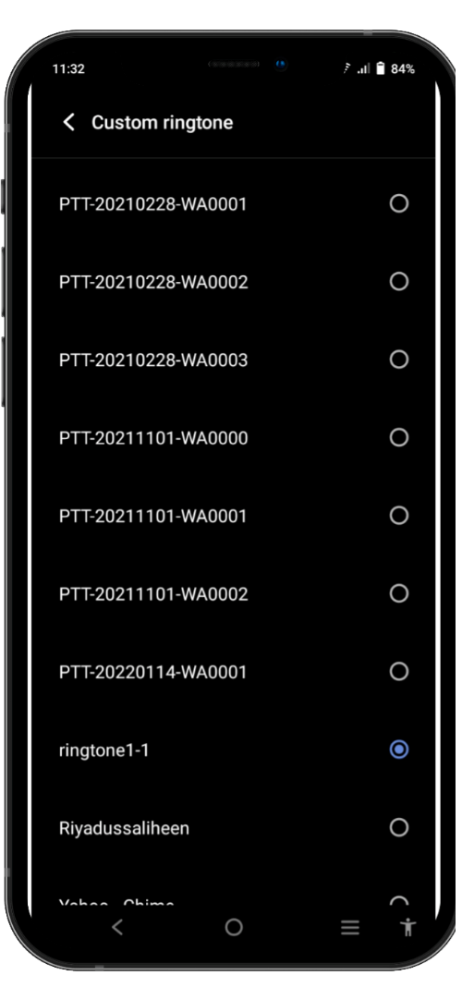 11:32
84%
Custom ringtone
PTT-20210228-WA0001
PTT-20210228-WA0002
PTT-20210228-WA0003
PTT-20211101-WA0000
PTT-20211101-WA0001
PTT-20211101-WA0002
PTT-20220114-WA0001
ringtone1-1
Riyadussaliheen